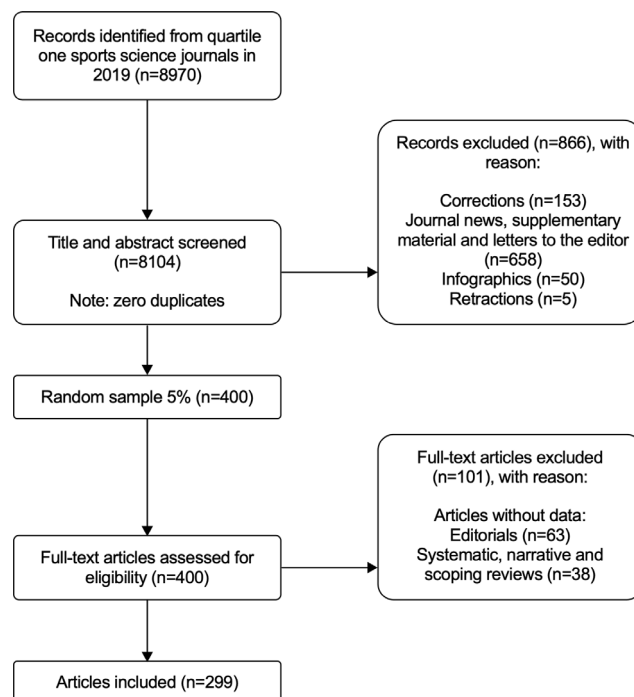 Records identified from quartile
one sports science journals in
2019 (n=8970)
Records excluded (n=866), with
reason:
Corrections (n=153)
Journal news, supplementary
material and letters to the editor
(n=658)
Infographics (n=50)
Retractions (n=5)
Title and abstract screened
(n=8104)
Note: zero duplicates
Random sample 5% (n=400)
Full-text articles excluded
(n=101), with reason:
Articles without data:
Editorials (n=63)
Systematic, narrative and
scoping reviews (n=38)
Full-text articles assessed for
eligibility (n=400)
Articles included (n=299)